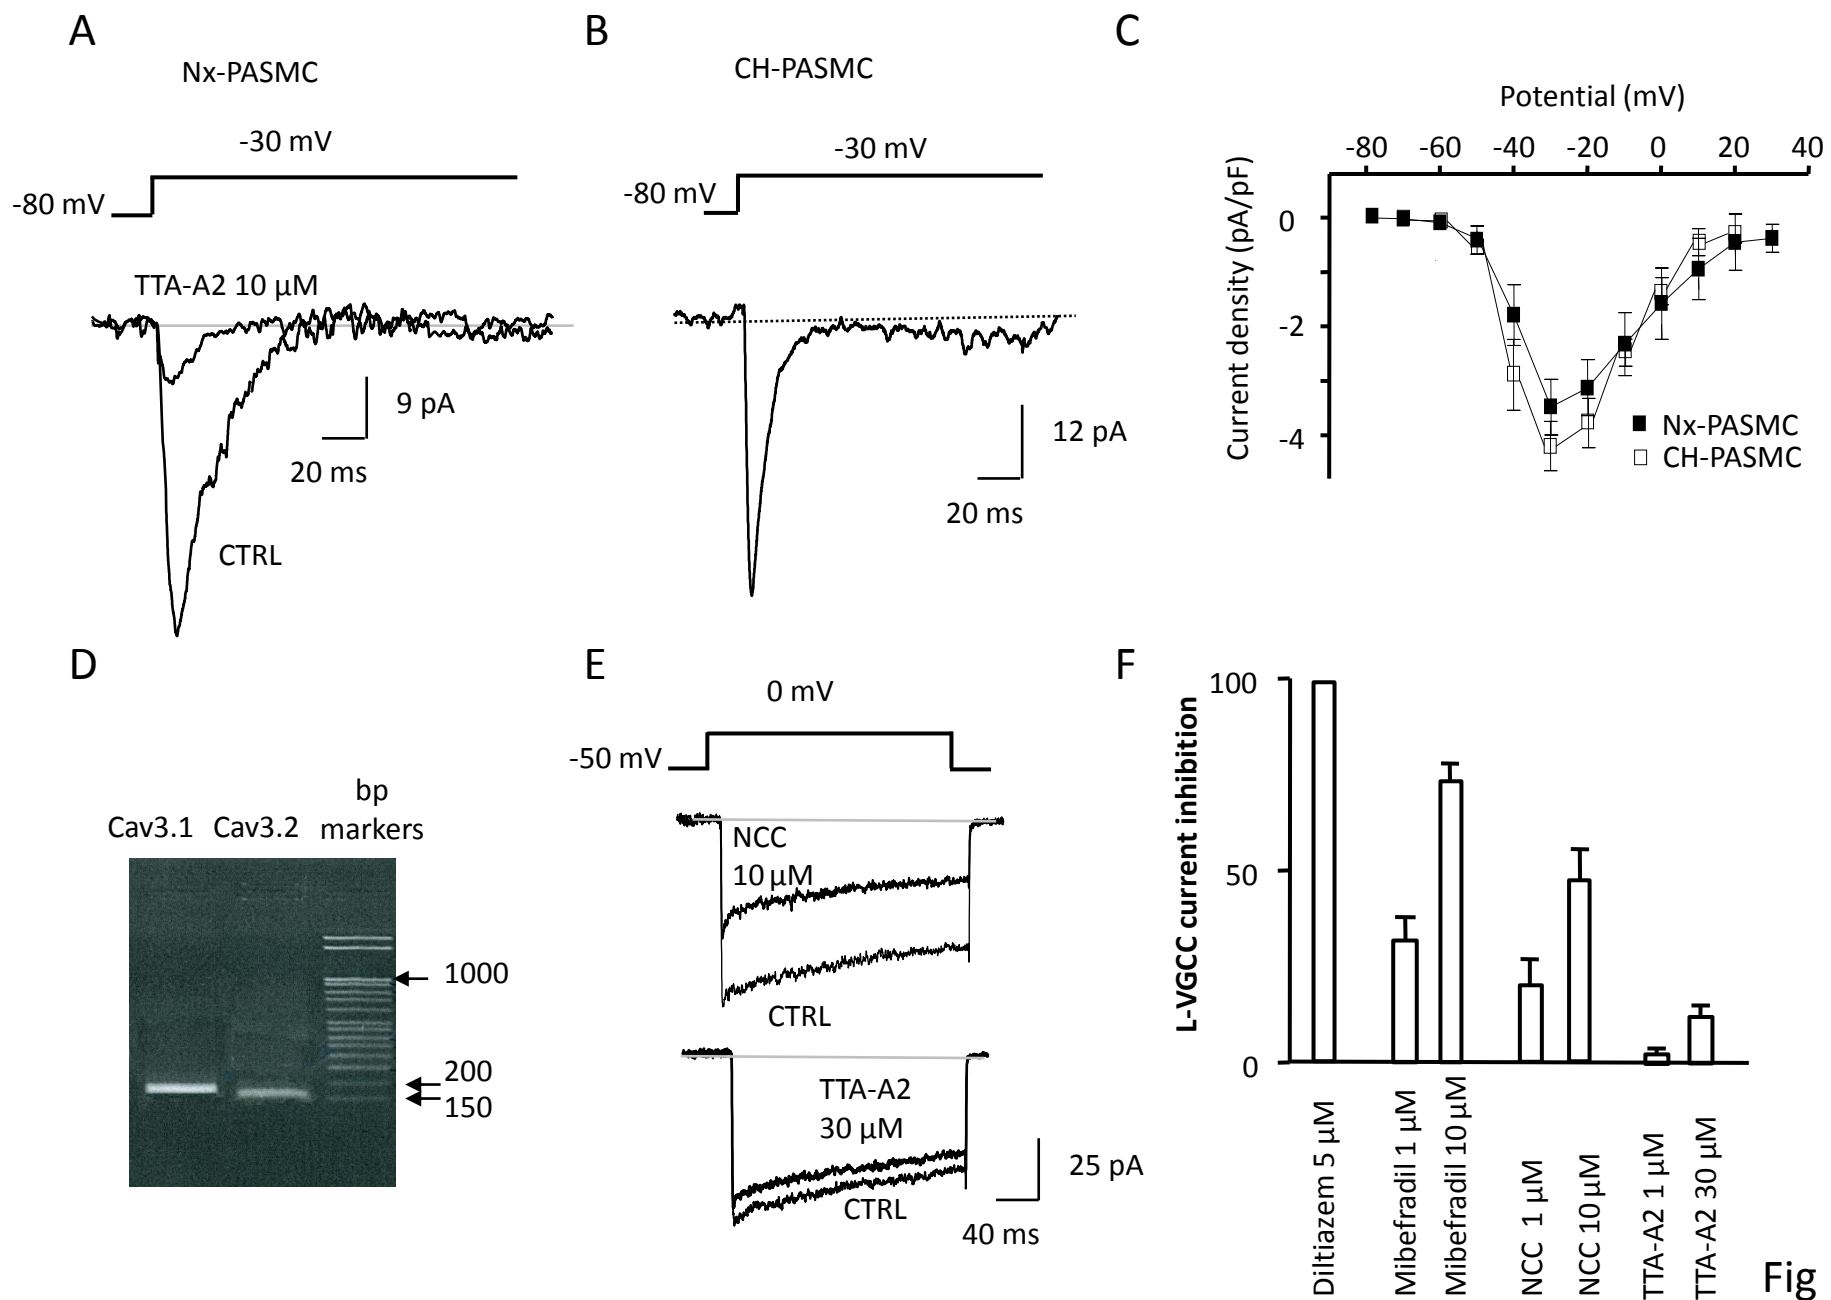 A
Nx-PASMC
-30 mV
-80 mV
TTA-A2 10 µM
9 pA
20 ms
CTRL
B
CH-PASMC
-30 mV
-80 mV
12 pA
20 ms
C
Potential (mV)
-80 -60 -40 -20 0 20 40
Current density (pA/pF)
0
-2
-4
Nx-PASMC
CH-PASMC
D
bp
Cav3.1 Cav3.2 markers
1000
200
150
E
0 mV
-50 mV
NCC
10 µM
CTRL
TTA-A2
30 µM
25 pA
CTRL
40 ms
F
L-VGCC current inhibition
100
50
0
Diltiazem 5 µM
Mibefradil 1 µM
Mibefradil 10 µM
NCC 1 µM
NCC 10 µM
TTA-A2 1 µM
TTA-A2 30 µM
Fig